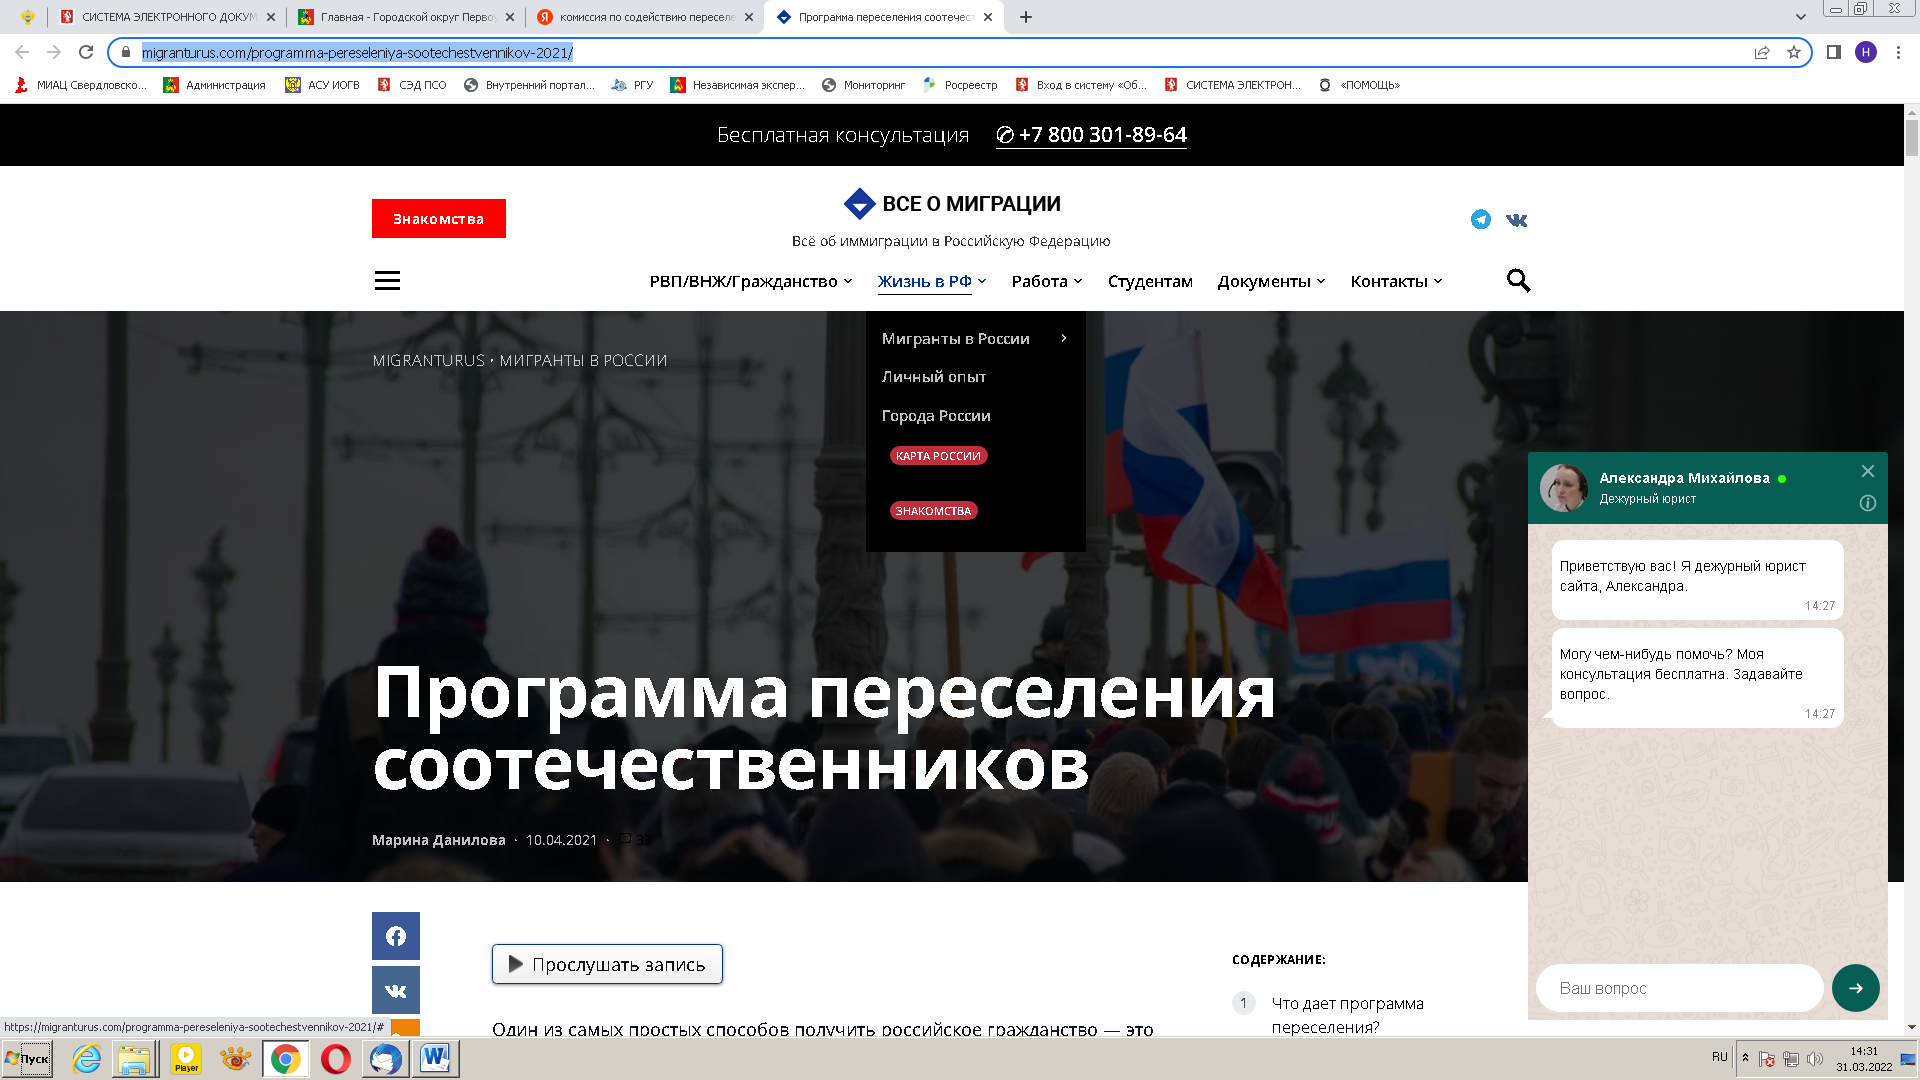 СИСТЕМА ЭЛЕКТРОННОГО ДОКУМ
Главная - Городской округ Перво
комиссия по содействию переселе
Программа переселения соотечест
migranturus.com/programma-pereseleniya-sootechestvennikov-2021/
Н
МИАЦ Свердловско...
Администрация
АСУ ИОГВ
СЭД ПСО
Внутренний портал...
РГУ
Независимая экспер...
Мониторинг
Росреестр
Вход в систему «Об...
СИСТЕМА ЭЛЕКТРОН...
«ПОМОЩЬ»
Бесплатная консультация ✆ +7 800 301-89-64
Знакомства
ВСЕ О МИГРАЦИИ
Всё об иммиграции в Российскую Федерацию
РВП/ВНЖ/Гражданство
Жизнь в РФ
Работа
Студентам
Документы
Контакты
MIGRANTURUS • МИГРАНТЫ В РОССИИ
Мигранты в России
Личный опыт
Города России
КАРТА РОССИИ
ЗНАКОМСТВА
Программа переселения
соотечественников
Марина Данилова · 10.04.2021 ·
Александра Михайлова
Дежурный юрист
Приветствую вас! Я дежурный юрист
сайта, Александра.
14:27
Могу чем-нибудь помочь? Моя
консультация бесплатна. Задавайте
вопрос.
14:27
Ваш вопрос
Прослушать запись
Один из самых простых способов получить российское гражданство — это
СОДЕРЖАНИЕ:
1 Что дает программа
переселения?
https://migranturus.com/programma-pereseleniya-sootechestvennikov-2021/#
Пуск
Player
RU
14:31
31.03.2022